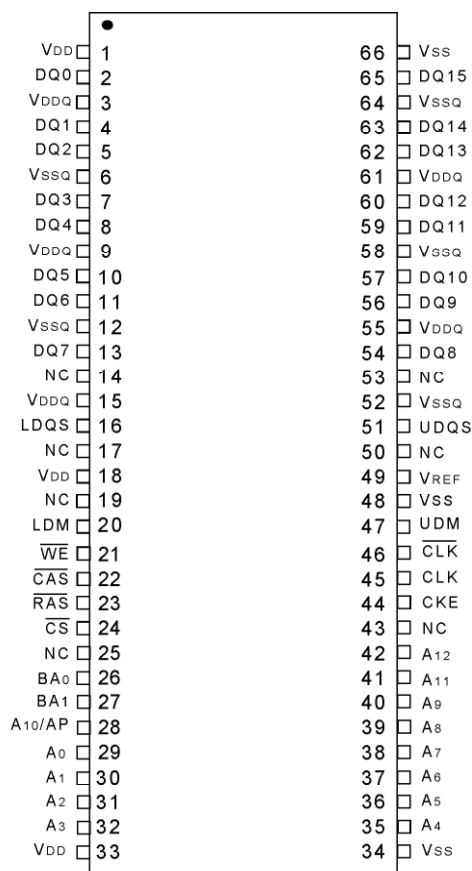 VDD 1 66 VSS
DQ0 2 65 DQ15
VDDQ 3 64 VSSQ
DQ1 4 63 DQ14
DQ2 5 62 DQ13
VSSQ 6 61 VDDQ
DQ3 7 60 DQ12
DQ4 8 59 DQ11
VDDQ 9 58 VSSQ
DQ5 10 57 DQ10
DQ6 11 56 DQ9
VSSQ 12 55 VDDQ
DQ7 13 54 DQ8
NC 14 53 NC
VDDQ 15 52 VSSQ
LDQS 16 51 UDQS
NC 17 50 NC
VDD 18 49 VREF
NC 19 48 VSS
LDM 20 47 UDM
W̅E̅ 21 46 C̅L̅K̅
C̅A̅S̅ 22 45 CLK
R̅A̅S̅ 23 44 CKE
C̅S̅ 24 43 NC
NC 25 42 A12
BA0 26 41 A11
BA1 27 40 A9
A10/AP 28 39 A8
A0 29 38 A7
A1 30 37 A6
A2 31 36 A5
A3 32 35 A4
VDD 33 34 VSS